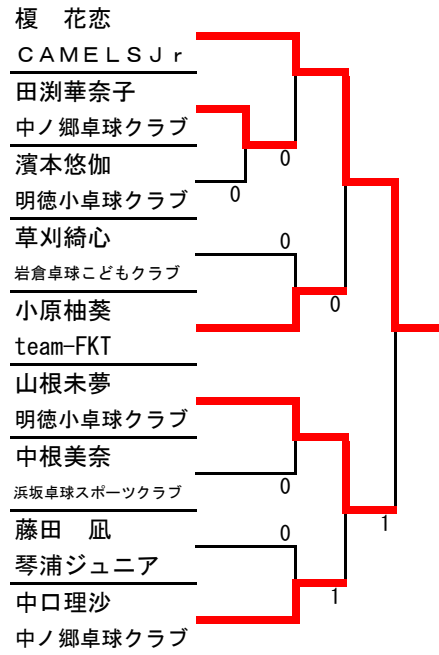 榎　花恋
ＣＡＭＥＬＳＪｒ
田渕華奈子
中ノ郷卓球クラブ
0
濱本悠伽
明徳小卓球クラブ
0
草刈綺心
0
岩倉卓球こどもクラブ
0
小原柚葵
team-FKT
山根未夢
明徳小卓球クラブ
中根美奈
浜坂卓球スポーツクラブ
0
藤田　凪
0
1
琴浦ジュニア
中口理沙
1
中ノ郷卓球クラブ